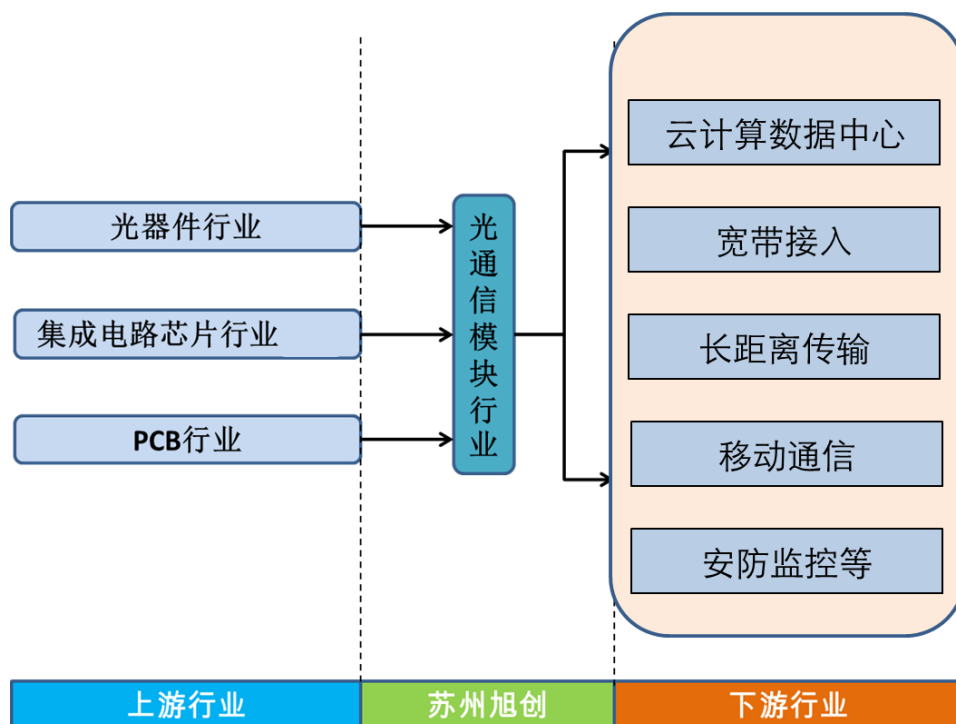 光器件行业
集成电路芯片行业
PCB行业
光通信模块行业
云计算数据中心
宽带接入
长距离传输
移动通信
安防监控等
上游行业
苏州旭创
下游行业